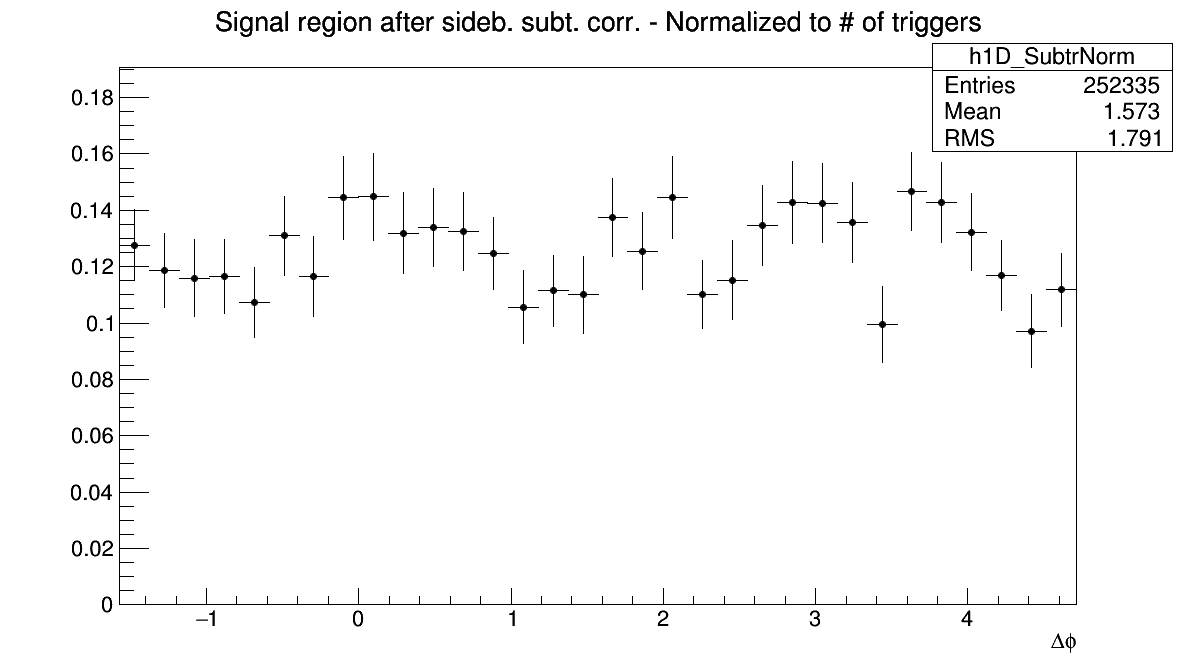 Signal region after sideb. subt. corr. - Normalized to # of triggers
h1D_SubtrNorm
Entries 252335
Mean 1.573
RMS 1.791
0.18
0.16
0.14
0.12
0.1
0.08
0.06
0.04
0.02
0
−1 0 1 2 3 4
Δϕ